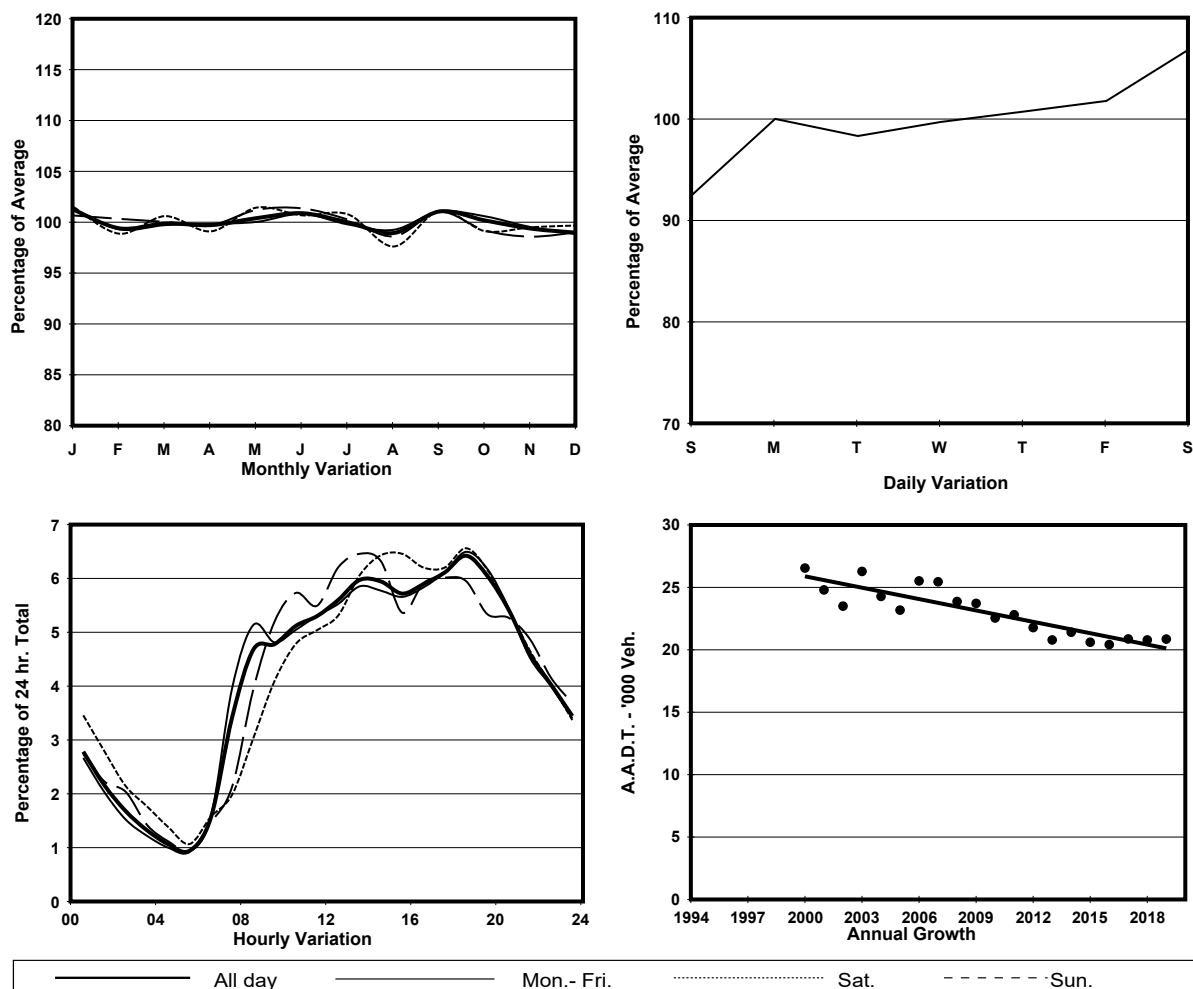 120
115
110
105
100
95
90
85
80
Percentage of Average
J F M A M J J A S O N D
Monthly Variation
110
100
90
80
70
Percentage of Average
S M T W T F S
Daily Variation
7
6
5
4
3
2
1
0
Percentage of 24 hr. Total
00 04 08 12 16 20 24
Hourly Variation
30
25
20
15
10
5
0
A.A.D.T. - '000 Veh.
1994 1997 2000 2003 2006 2009 2012 2015 2018
Annual Growth
All day Mon.- Fri. Sat. Sun.